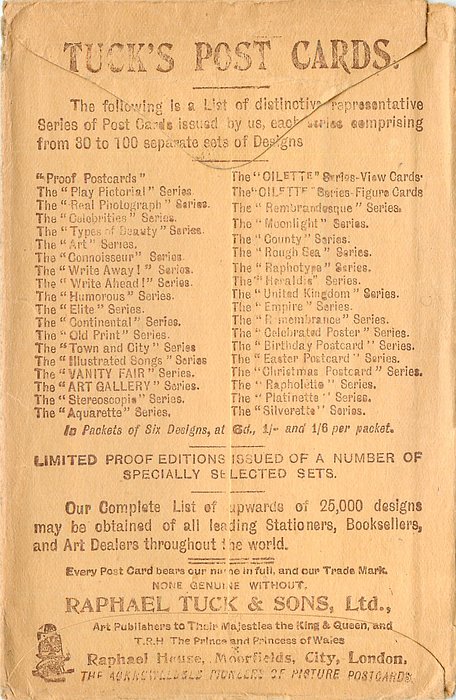 TUCK'S POST CARDS.
The following is a List of distinctive representative
Series of Post Cards issued by us, each series comprising
from 30 to 100 separate sets of Designs
"Proof Postcards"
The "Play Pictorial" Series.
The "Real Photograph" Series.
The "Celebrities" Series.
The "Types of Beauty" Series.
The "Art" Series.
The "Connoisseur" Series.
The "Write Away!" Series.
The "Write Ahead!" Series.
The "Humorous" Series.
The "Elite" Series.
The "Continental" Series.
The "Old Print" Series.
The "Town and City" Series
The "Illustrated Songs" Series
The "VANITY FAIR" Series.
The "ART GALLERY" Series.
The "Stereoscopic" Series.
The "Aquarette" Series.
The "OILETTE" Series-View Cards.
The "OILETTE" Series-Figure Cards
The "Rembrandesque" Series.
The "Moonlight" Series.
The "County" Series.
The "Rough Sea" Series.
The "Raphotype" Series.
The "Heraldic" Series.
The "United Kingdom" Series.
The "Empire" Series.
The "Remembrance" Series.
The "Celebrated Poster" Series.
The "Birthday Postcard" Series.
The "Easter Postcard" Series.
The "Christmas Postcard" Series.
The "Rapholette" Series.
The "Platinette" Series.
The "Silverette" Series.
In Packets of Six Designs, at 6d., 1/- and 1/6 per packet.
LIMITED PROOF EDITIONS ISSUED OF A NUMBER OF
SPECIALLY SELECTED SETS.
Our Complete List of upwards of 25,000 designs
may be obtained of all leading Stationers, Booksellers,
and Art Dealers throughout the world.
Every Post Card bears our name in full, and our Trade Mark.
NONE GENUINE WITHOUT.
RAPHAEL TUCK & SONS, Ltd.,
Art Publishers to Their Majesties the King & Queen, and
T.R.H The Prince and Princess of Wales
Raphael House, Moorfields, City, London.
THE ACKNOWLEDGED PIONEERS OF PICTURE POSTCARDS.